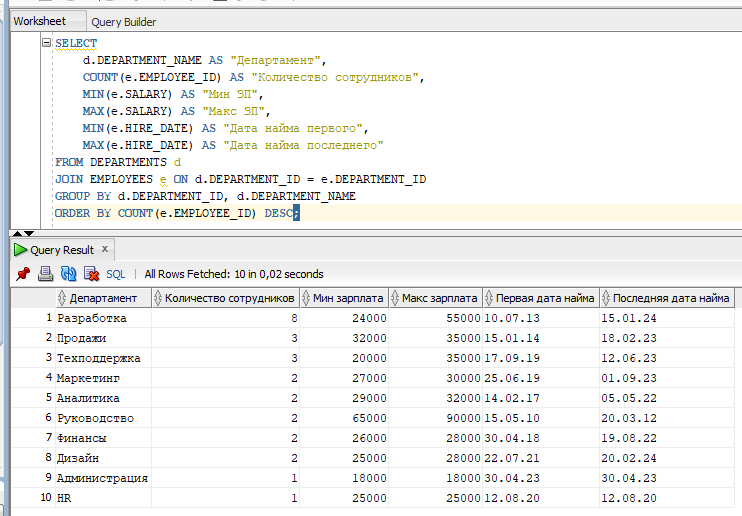 Worksheet Query Builder
SELECT
d.DEPARTMENT_NAME AS "Департамент",
COUNT(e.EMPLOYEE_ID) AS "Количество сотрудников",
MIN(e.SALARY) AS "Мин ЗП",
MAX(e.SALARY) AS "Макс ЗП",
MIN(e.HIRE_DATE) AS "Дата найма первого",
MAX(e.HIRE_DATE) AS "Дата найма последнего"
FROM DEPARTMENTS d
JOIN EMPLOYEES e ON d.DEPARTMENT_ID = e.DEPARTMENT_ID
GROUP BY d.DEPARTMENT_ID, d.DEPARTMENT_NAME
ORDER BY COUNT(e.EMPLOYEE_ID) DESC;
Query Result x
SQL | All Rows Fetched: 10 in 0,02 seconds
Департамент Количество сотрудников Мин зарплата Макс зарплата Первая дата найма Последняя дата найма
1 Разработка 8 24000 55000 10.07.13 15.01.24
2 Продажи 3 32000 35000 15.01.14 18.02.23
3 Техподдержка 3 20000 35000 17.09.19 12.06.23
4 Маркетинг 2 27000 30000 25.06.19 01.09.23
5 Аналитика 2 29000 32000 14.02.17 05.05.22
6 Руководство 2 65000 90000 15.05.10 20.03.12
7 Финансы 2 26000 28000 30.04.18 19.08.22
8 Дизайн 2 25000 28000 22.07.21 20.02.24
9 Администрация 1 18000 18000 30.04.23 30.04.23
10 HR 1 25000 25000 12.08.20 12.08.20